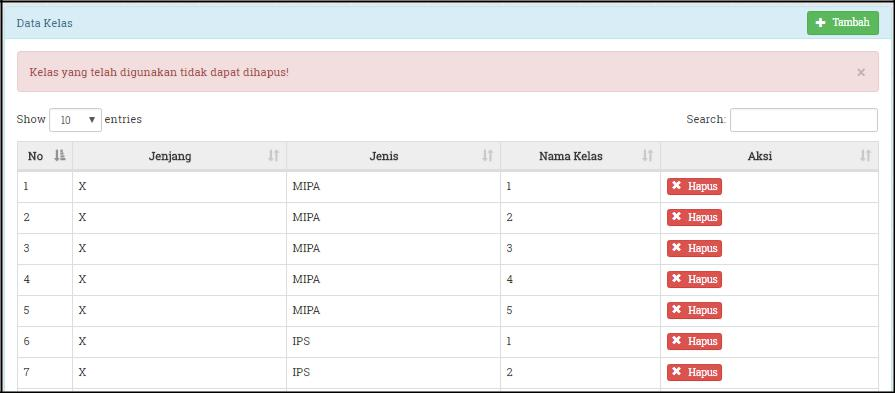 Data Kelas Tambah
Kelas yang telah digunakan tidak dapat dihapus! ×
Show 10 entries Search:
No Jenjang Jenis Nama Kelas Aksi
1 X MIPA 1 Hapus
2 X MIPA 2 Hapus
3 X MIPA 3 Hapus
4 X MIPA 4 Hapus
5 X MIPA 5 Hapus
6 X IPS 1 Hapus
7 X IPS 2 Hapus